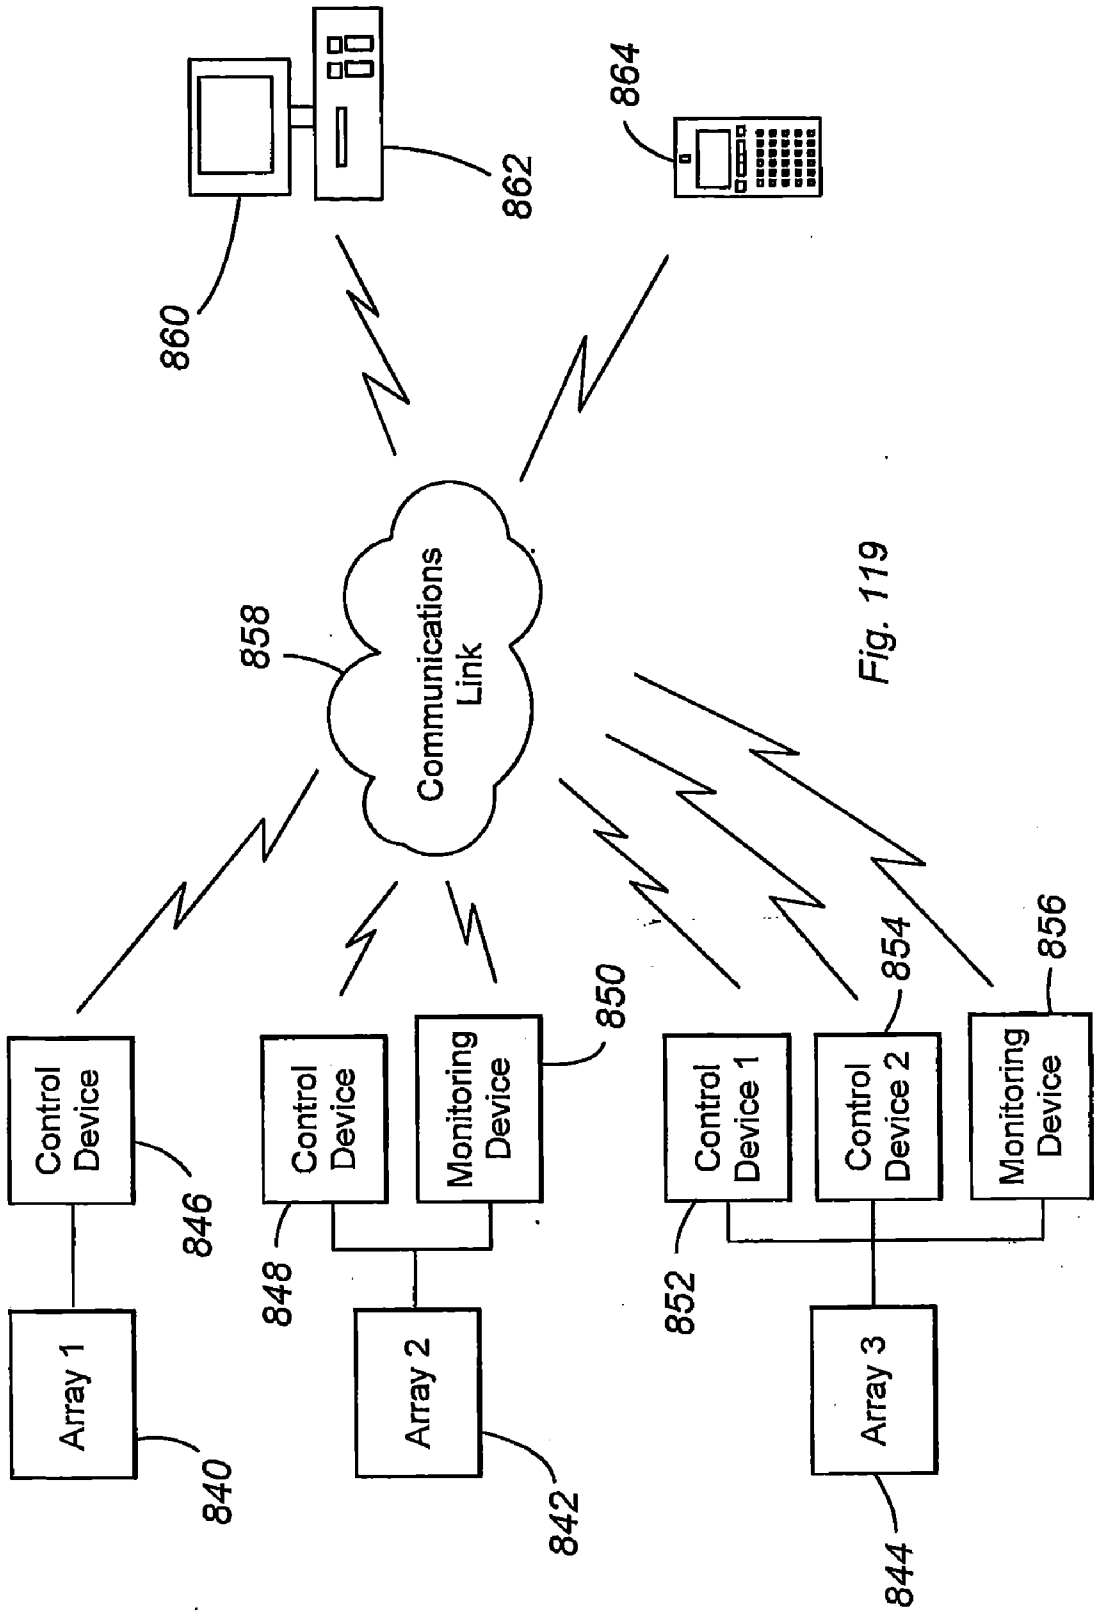 Array 1
840
Control
Device
846
Array 2
842
Control
Device
848
Monitoring
Device
850
Array 3
844
Control
Device 1
852
Control
Device 2
854
Monitoring
Device
856
Communications
Link
858
860
862
864
Fig. 119